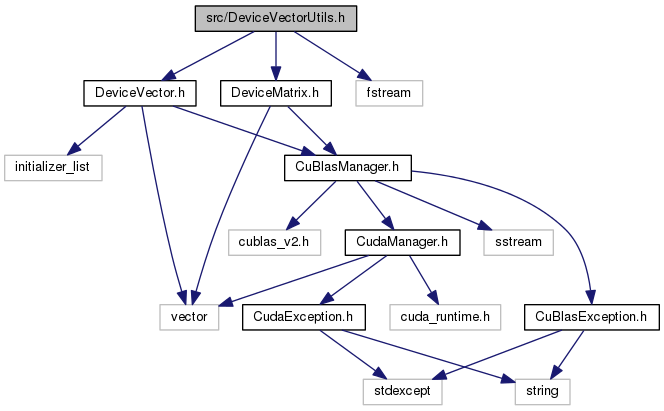 src/DeviceVectorUtils.h
DeviceVector.h
DeviceMatrix.h
fstream
initializer_list
CuBlasManager.h
cublas_v2.h
CudaManager.h
sstream
vector
CudaException.h
cuda_runtime.h
CuBlasException.h
stdexcept
string